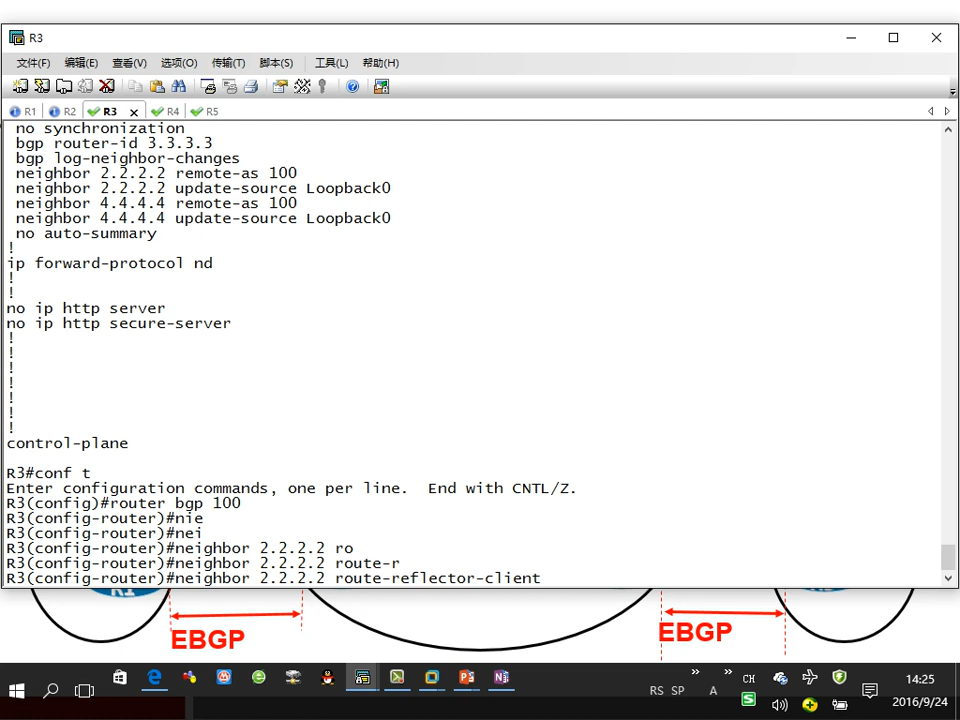 R3
文件(F) 编辑(E) 查看(V) 选项(O) 传输(T) 脚本(S) 工具(L) 帮助(H)
R1 R2 R3 R4 R5
no synchronization
bgp router-id 3.3.3.3
bgp log-neighbor-changes
neighbor 2.2.2.2 remote-as 100
neighbor 2.2.2.2 update-source Loopback0
neighbor 4.4.4.4 remote-as 100
neighbor 4.4.4.4 update-source Loopback0
no auto-summary
!
ip forward-protocol nd
!
!
no ip http server
no ip http secure-server
!
!
!
!
!
!
!
control-plane
R3#conf t
Enter configuration commands, one per line.  End with CNTL/Z.
R3(config)#router bgp 100
R3(config-router)#nie
R3(config-router)#nei
R3(config-router)#neighbor 2.2.2.2 ro
R3(config-router)#neighbor 2.2.2.2 route-r
R3(config-router)#neighbor 2.2.2.2 route-reflector-client
EBGP EBGP
RS SP A CH
14:25
2016/9/24